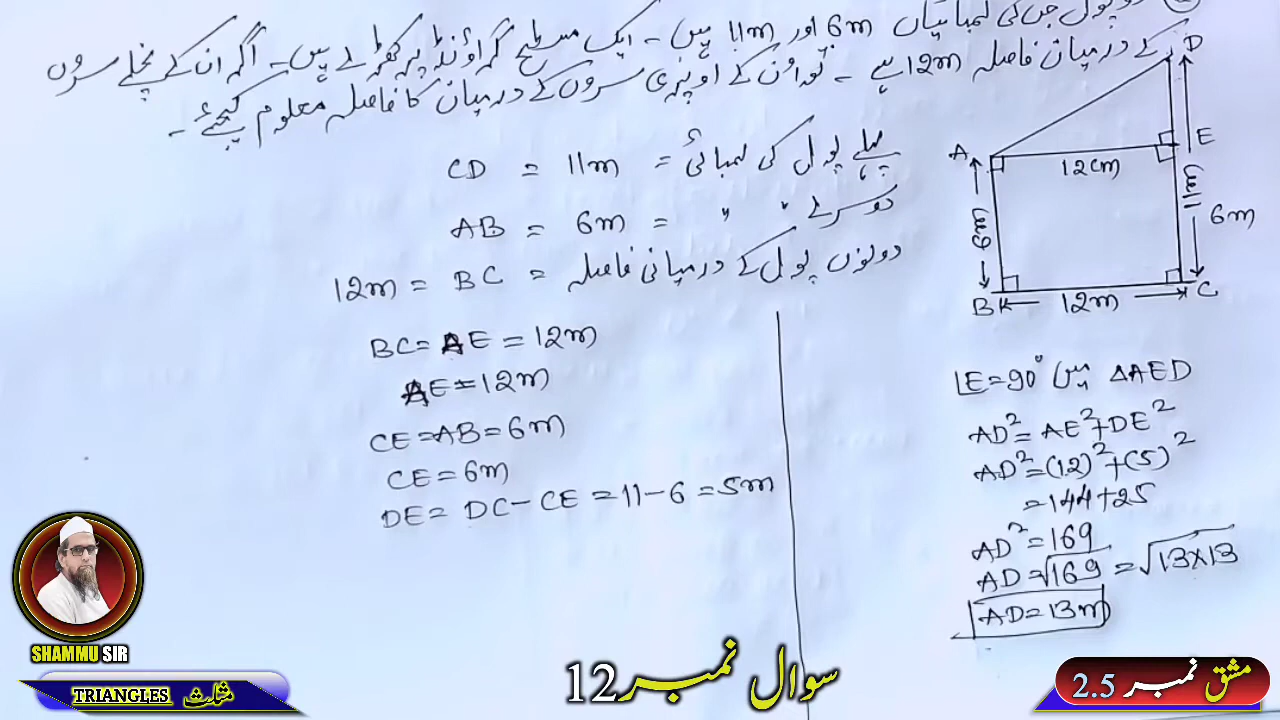 دو پول جن کی لمبائیاں 6m اور 11m ہیں - ایک مسطح گراؤنڈ پر کھڑے ہیں - اگر ان کے نچلے سروں
کے درمیان فاصلہ 12m ہے - تو اُن کے اوپری سروں کے درمیان کا فاصلہ معلوم کیجئے -
CD = 11m = پہلے پول کی لمبائی
AB = 6m = دوسرے " "
12m = BC = دونوں پول کے درمیانی فاصلہ
BC = AE = 12m
AE = 12m
CE = AB = 6m
CE = 6m
DE = DC - CE = 11 - 6 = 5m
D
A
E
12cm
11m
6m
6m
B
12m
C
∠E = 90° میں ΔAED
AD² = AE² + DE²
AD² = (12)² + (5)²
= 144 + 25
AD² = 169
AD = √169 = √13×13
AD = 13m
SHAMMU SIR
TRIANGLES مثلث
سوال نمبر 12
مشق نمبر 2.5